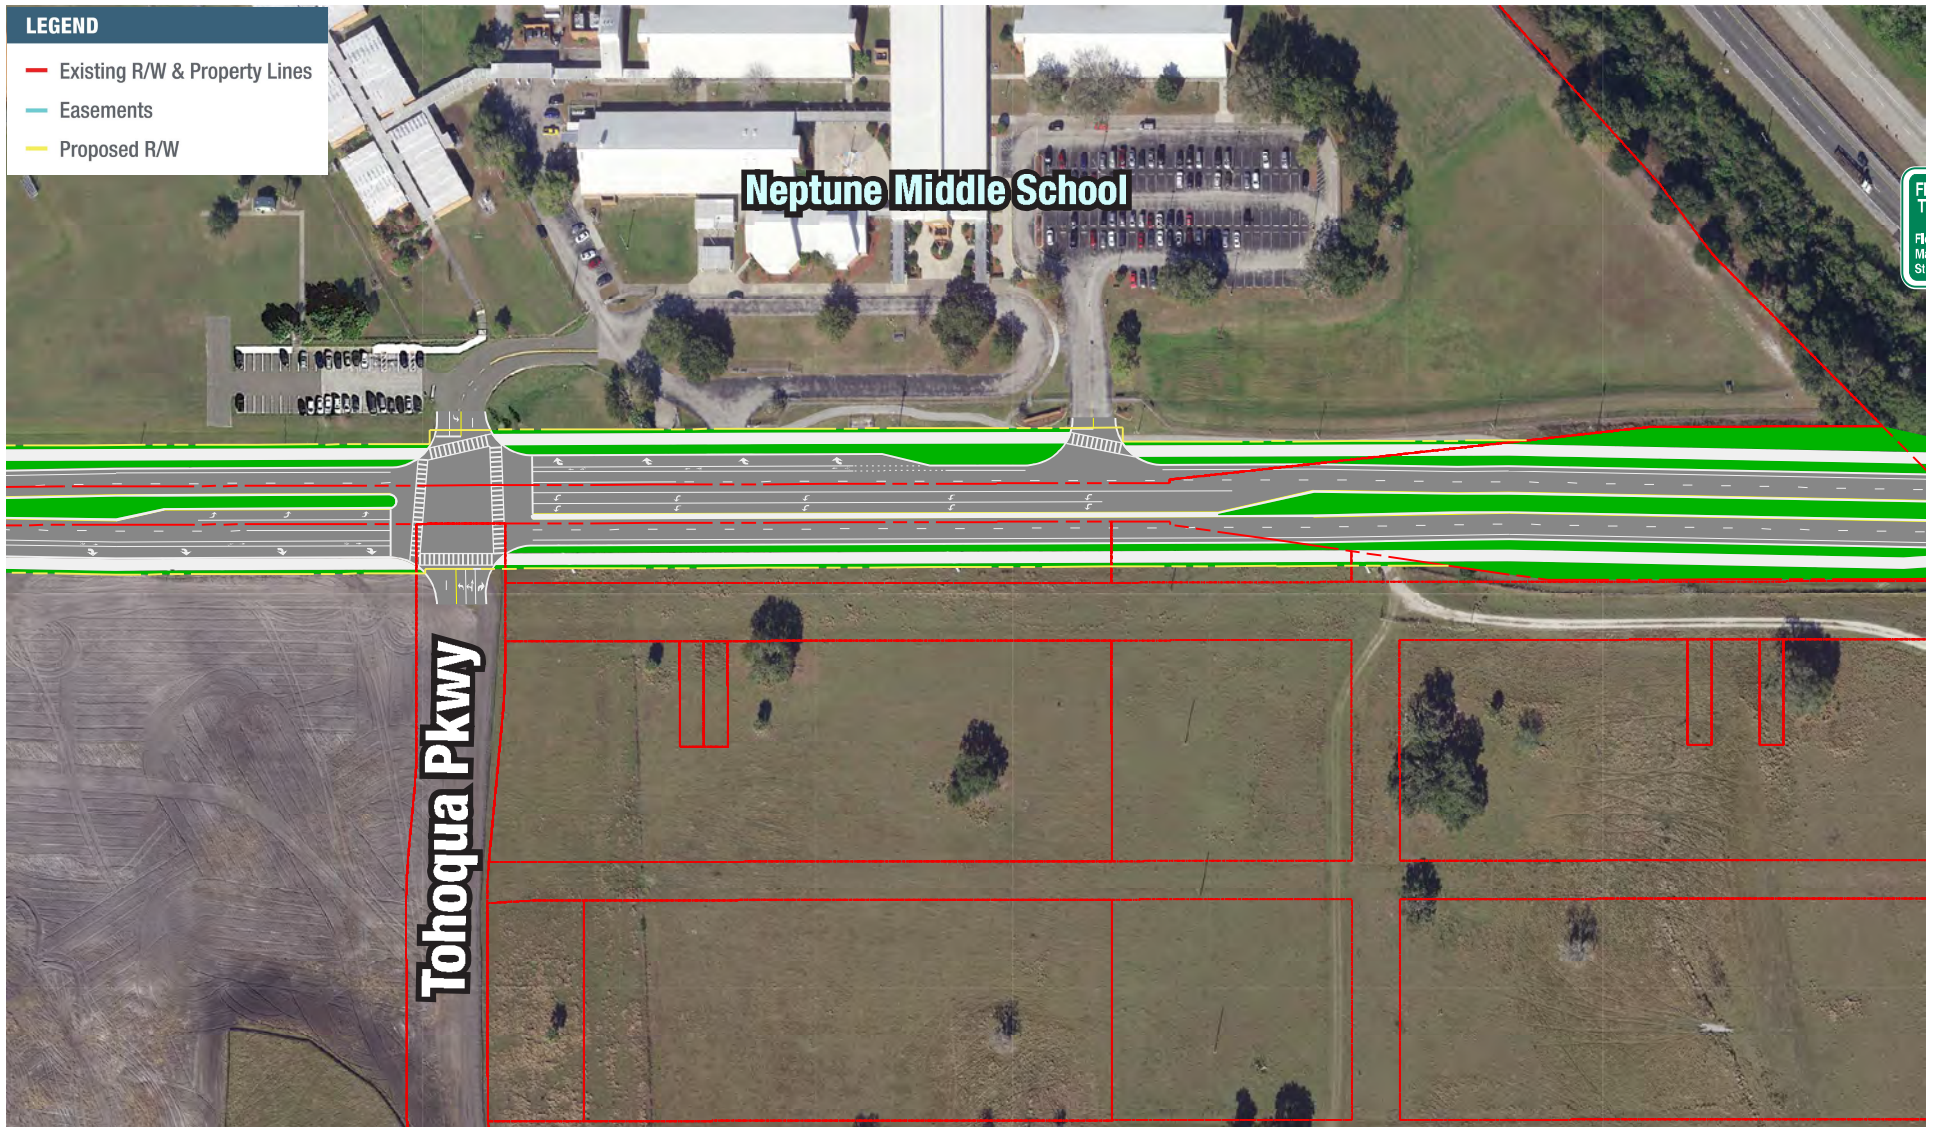 LEGEND
Existing R/W & Property Lines
Easements
Proposed R/W
Neptune Middle School
Tohoqua Pkwy